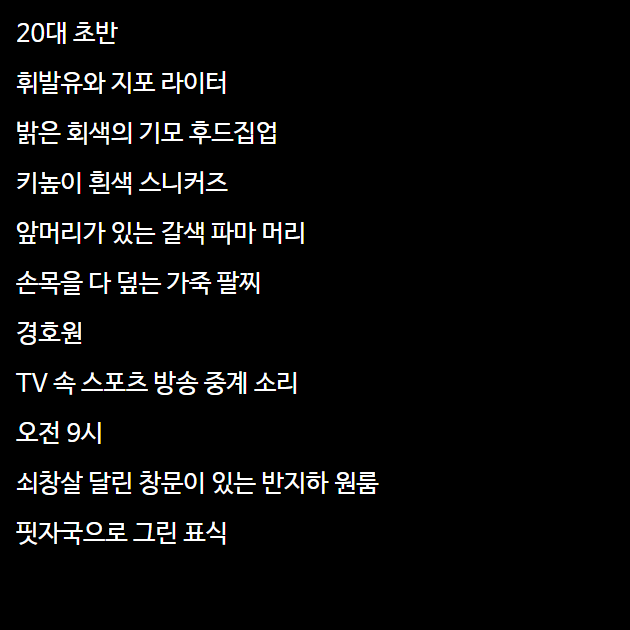 20대 초반
휘발유와 지포 라이터
밝은 회색의 기모 후드집업
키높이 흰색 스니커즈
앞머리가 있는 갈색 파마 머리
손목을 다 덮는 가죽 팔찌
경호원
TV 속 스포츠 방송 중계 소리
오전 9시
쇠창살 달린 창문이 있는 반지하 원룸
핏자국으로 그린 표식